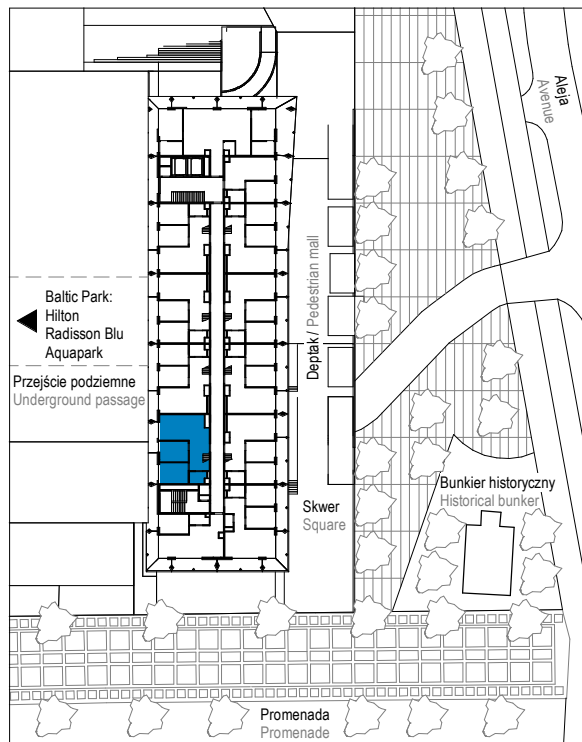 Aleja
Avenue
Deptak / Pedestrian mall
Baltic Park:
Hilton
Radisson Blu
Aquapark
Przejście podziemne
Underground passage
Bunkier historyczny
Historical bunker
Skwer
Square
Promenada
Promenade